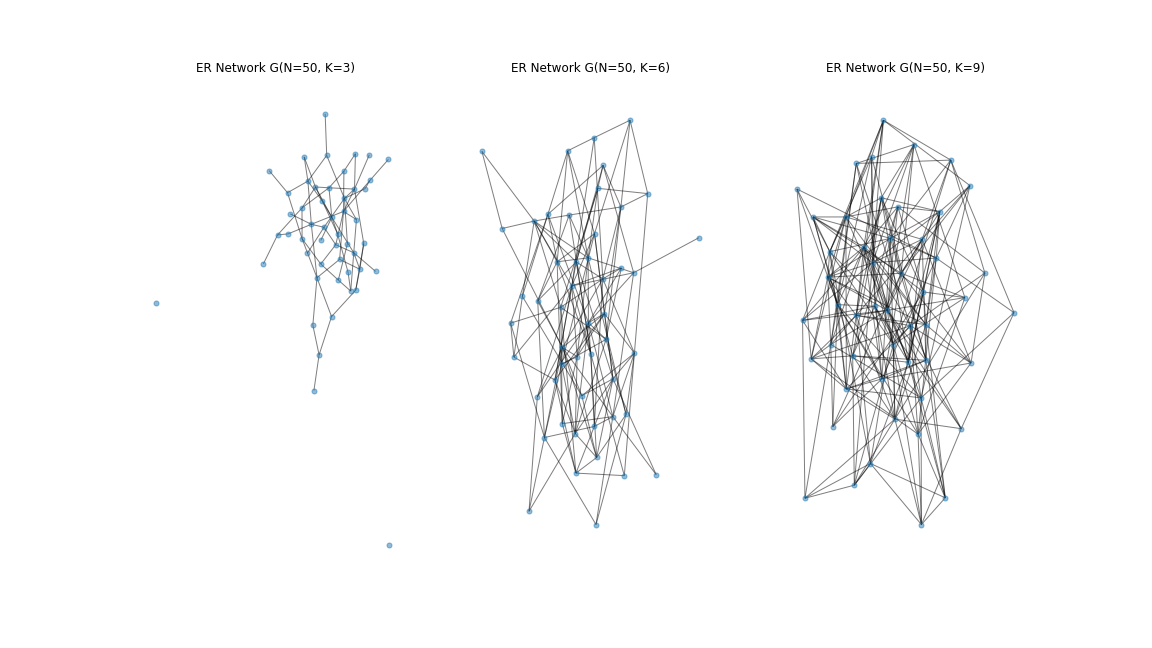 ER Network G(N=50, K=3)
ER Network G(N=50, K=6)
ER Network G(N=50, K=9)